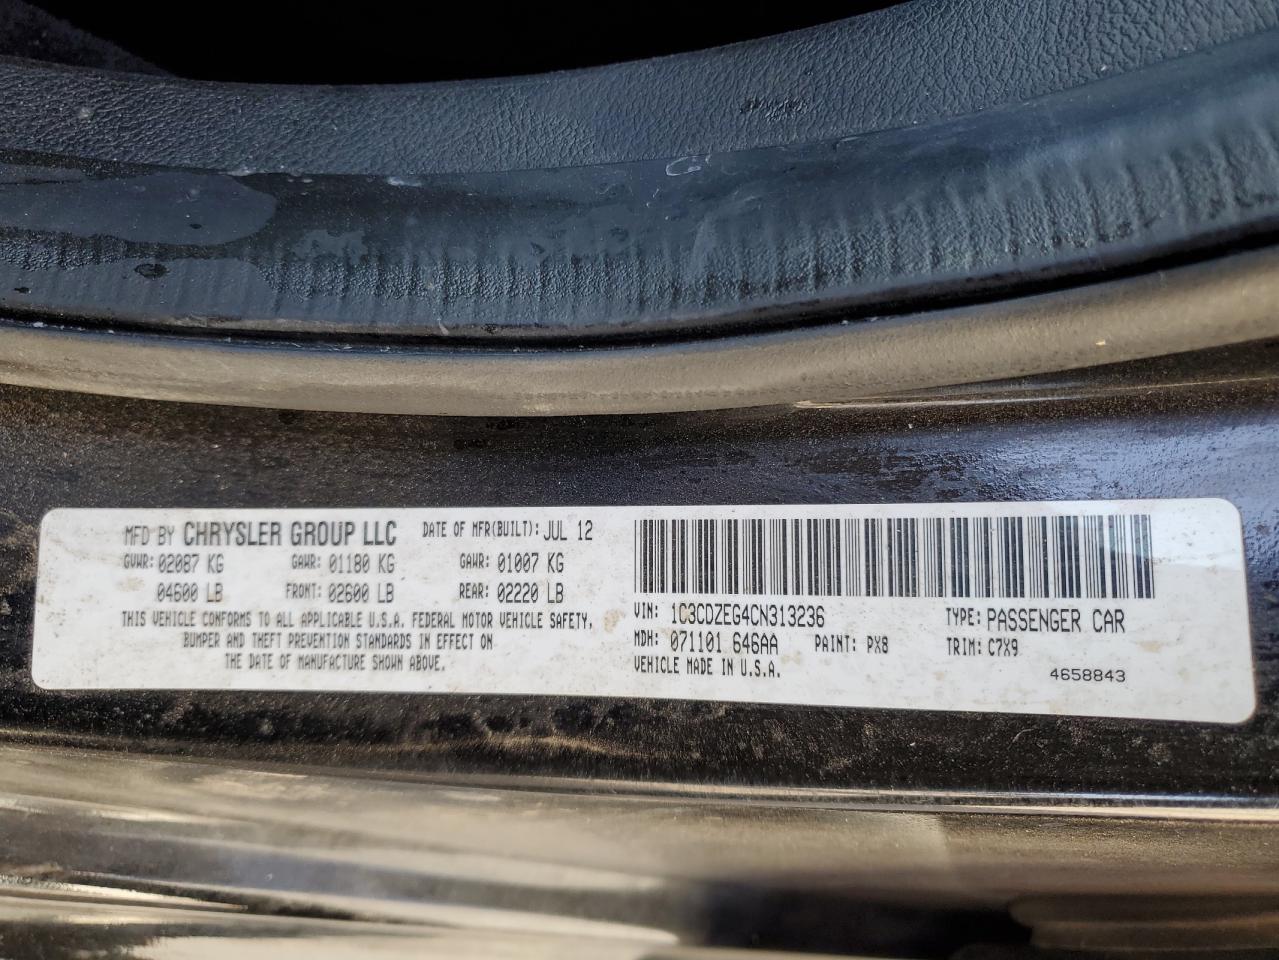 MFD BY CHRYSLER GROUP LLC DATE OF MFR(BUILT): JUL 12
GVWR: 02087 KG GAWR: 01180 KG GAWR: 01007 KG
04600 LB FRONT: 02600 LB REAR: 02220 LB
THIS VEHICLE CONFORMS TO ALL APPLICABLE U.S.A. FEDERAL MOTOR VEHICLE SAFETY,
BUMPER AND THEFT PREVENTION STANDARDS IN EFFECT ON
THE DATE OF MANUFACTURE SHOWN ABOVE.
VIN: 1C3CDZEG4CN313236 TYPE: PASSENGER CAR
MDH: 071101 646AA PAINT: PX8 TRIM: C7X9
VEHICLE MADE IN U.S.A. 4658843